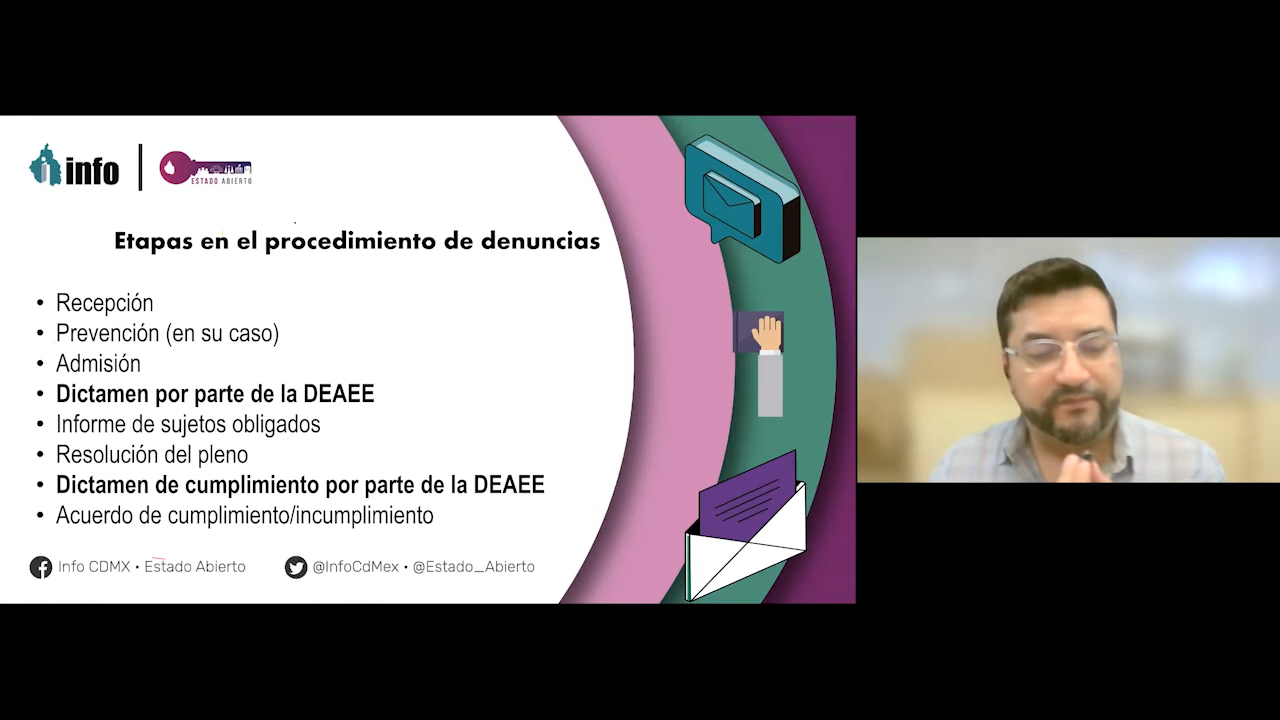 info
ESTADO ABIERTO
Etapas en el procedimiento de denuncias
• Recepción
• Prevención (en su caso)
• Admisión
• Dictamen por parte de la DEAEE
• Informe de sujetos obligados
• Resolución del pleno
• Dictamen de cumplimiento por parte de la DEAEE
• Acuerdo de cumplimiento/incumplimiento
Info CDMX • Estado Abierto
@InfoCdMex • @Estado_Abierto